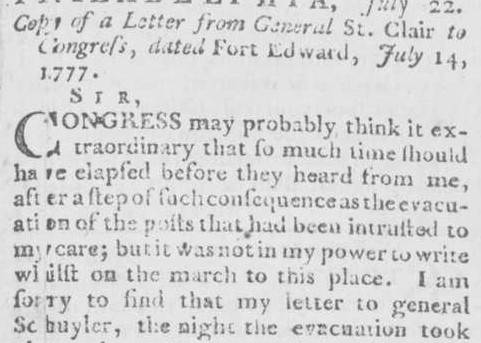 July 22.
Copy of a Letter from General St. Clair to
Congreſs, dated Fort Edward, July 14,
1777.
SIR,
CONGRESS may probably, think it ex-
traordinary that ſo much time ſhould
have elapſed before they heard from me,
after a ſtep of ſuch conſequence as the evacu-
ation of the poſts that had been intruſted to
my care; but it was not in my power to write
whilſt on the march to this place. I am
ſorry to find that my letter to general
Schuyler, the night the evacuation took